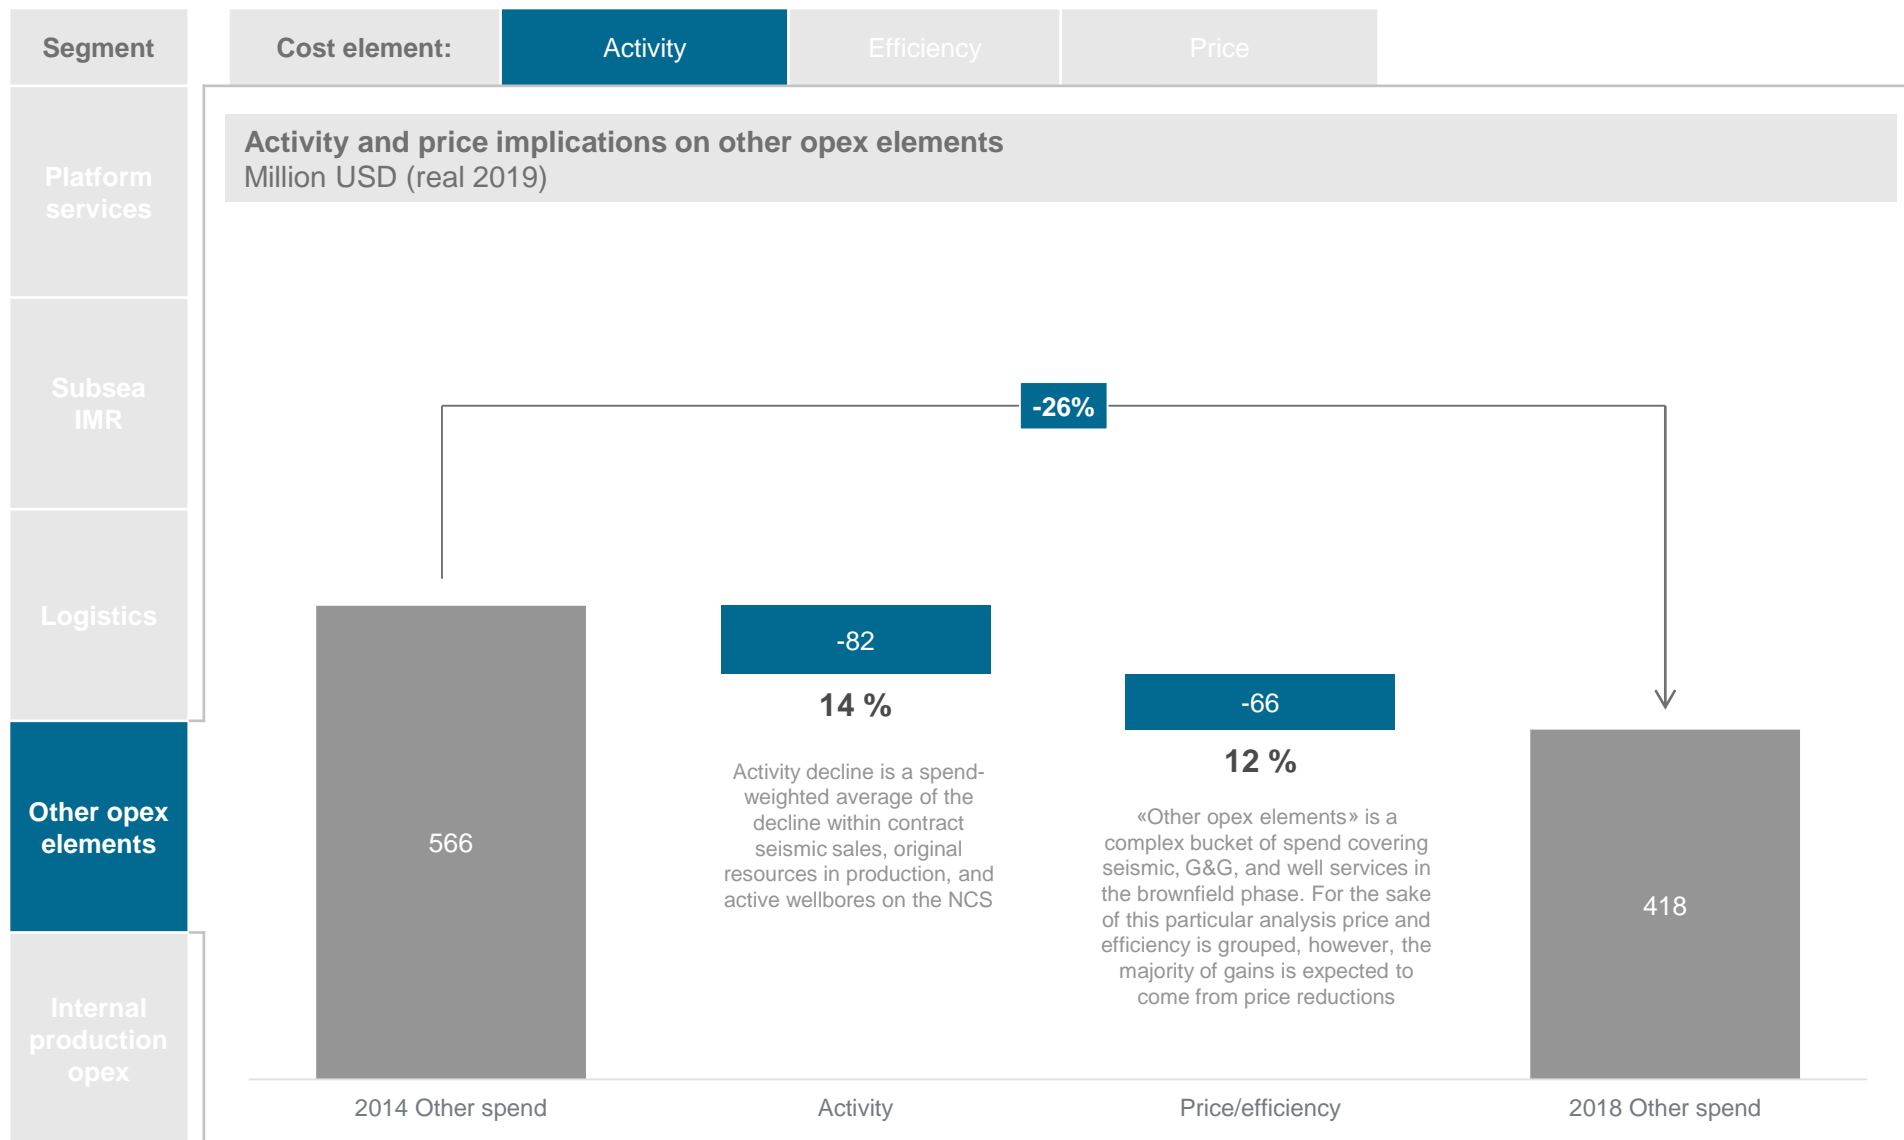 Segment
Cost element:
Activity
Efficiency
Price
Platform
services
Subsea
IMR
Logistics
Other opex
elements
Internal
production
opex
Activity and price implications on other opex elements
Million USD (real 2019)
-26%
566
-82
14 %
Activity decline is a spend-
weighted average of the
decline within contract
seismic sales, original
resources in production, and
active wellbores on the NCS
-66
12 %
«Other opex elements» is a
complex bucket of spend covering
seismic, G&G, and well services in
the brownfield phase. For the sake
of this particular analysis price and
efficiency is grouped, however, the
majority of gains is expected to
come from price reductions
418
2014 Other spend
Activity
Price/efficiency
2018 Other spend